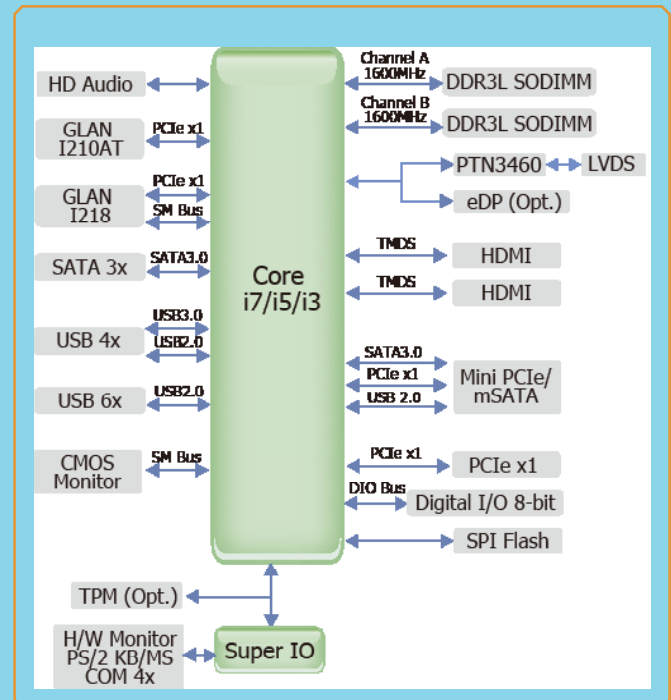 HD Audio
GLAN
I210AT
PCIe x1
GLAN
I218
PCIe x1
SM Bus
SATA 3x
SATA3.0
USB 4x
USB3.0
USB2.0
USB 6x
USB2.0
CMOS
Monitor
SM Bus
Core
i7/i5/i3
Channel A
1600MHz
DDR3L SODIMM
Channel B
1600MHz
DDR3L SODIMM
PTN3460
LVDS
eDP (Opt.)
TMDS
HDMI
TMDS
HDMI
SATA3.0
PCIe x1
USB 2.0
Mini PCIe/
mSATA
PCIe x1
PCIe x1
DIO Bus
Digital I/O 8-bit
SPI Flash
TPM (Opt.)
H/W Monitor
PS/2 KB/MS
COM 4x
Super IO